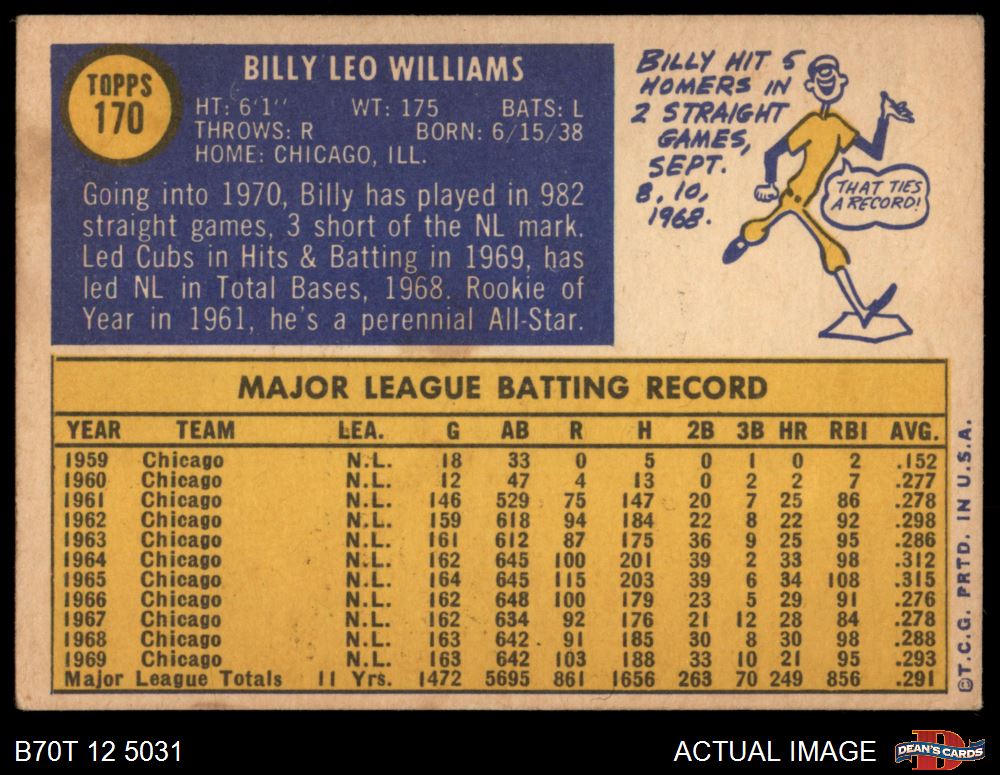 TOPPS
170
BILLY LEO WILLIAMS
HT: 6'1" WT: 175 BATS: L
THROWS: R BORN: 6/15/38
HOME: CHICAGO, ILL.
Going into 1970, Billy has played in 982
straight games, 3 short of the NL mark.
Led Cubs in Hits & Batting in 1969, has
led NL in Total Bases, 1968. Rookie of
Year in 1961, he's a perennial All-Star.
BILLY HIT 5
HOMERS IN
2 STRAIGHT
GAMES,
SEPT.
8, 10,
1968.
THAT TIES
A RECORD!
MAJOR LEAGUE BATTING RECORD
YEAR TEAM LEA. G AB R H 2B 3B HR RBI AVG.
1959 Chicago N.L. 18 33 0 5 0 1 0 2 .152
1960 Chicago N.L. 12 47 4 13 0 2 2 7 .277
1961 Chicago N.L. 146 529 75 147 20 7 25 86 .278
1962 Chicago N.L. 159 618 94 184 22 8 22 92 .298
1963 Chicago N.L. 161 612 87 175 36 9 25 95 .286
1964 Chicago N.L. 162 645 100 201 39 2 33 98 .312
1965 Chicago N.L. 164 645 115 203 39 6 34 108 .315
1966 Chicago N.L. 162 648 100 179 23 5 29 91 .276
1967 Chicago N.L. 162 634 92 176 21 12 28 84 .278
1968 Chicago N.L. 163 642 91 185 30 8 30 98 .288
1969 Chicago N.L. 163 642 103 188 33 10 21 95 .293
Major League Totals 11 Yrs. 1472 5695 861 1656 263 70 249 856 .291
©T.C.G. PRTD. IN U.S.A.
B70T 12 5031
ACTUAL IMAGE
D
DEAN'S CARDS